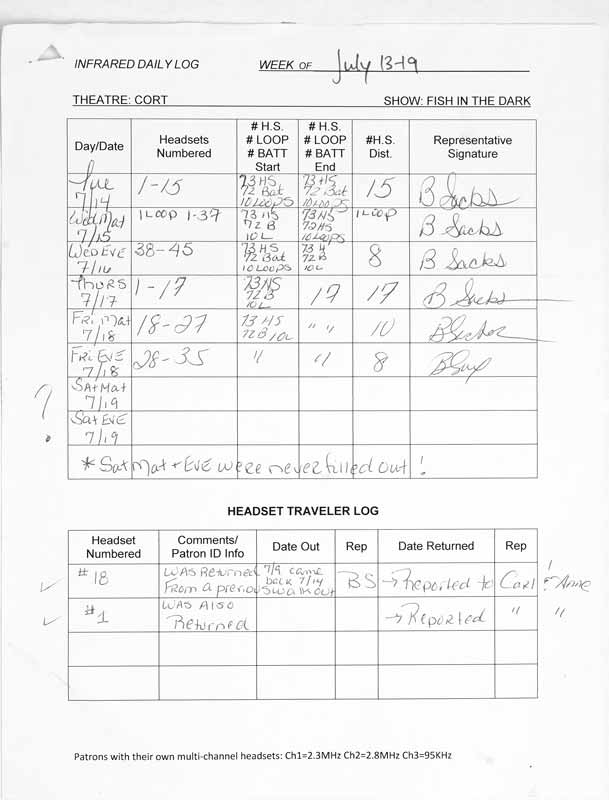 INFRARED DAILY LOG WEEK OF July 13-19
THEATRE: CORT SHOW: FISH IN THE DARK
Day/Date Headsets Numbered # H.S. # LOOP # BATT Start # H.S. # LOOP # BATT End #H.S. Dist. Representative Signature
Tue 7/14 1-15 73 HS 72 Bat 10 LOOPS 73 HS 72 Bat 10 LOOPS 15 B Sacks
Wed Mat 7/15 1 LOOP 1-37 73 HS 72 B 10 L 73 HS 72 HS 10 LOOPS 1 LOOP B Sacks
WED EVE 7/16 38-45 73 HS 72 Bat 10 LOOPS 73 H 72 B 10 L 8 B Sacks
THURS 7/17 1-17 73 HS 72 B 10 L 17 17 B Sacks
Fri Mat 7/18 18-27 73 HS 72 B 10L " " 10
Fri EVE 7/18 28-35 " " 8
? SAt Mat 7/19
Sat EVE 7/19
* Sat Mat + EVE were never filled out !
HEADSET TRAVELER LOG
Headset Numbered Comments/ Patron ID Info Date Out Rep Date Returned Rep
#18 WAS Returned From a previous walk out 7/9 came back 7/14 BS → Reported to Carl ! Anne
#1 WAS Also Returned → Reported " "
Patrons with their own multi-channel headsets: Ch1=2.3MHz Ch2=2.8MHz Ch3=95KHz